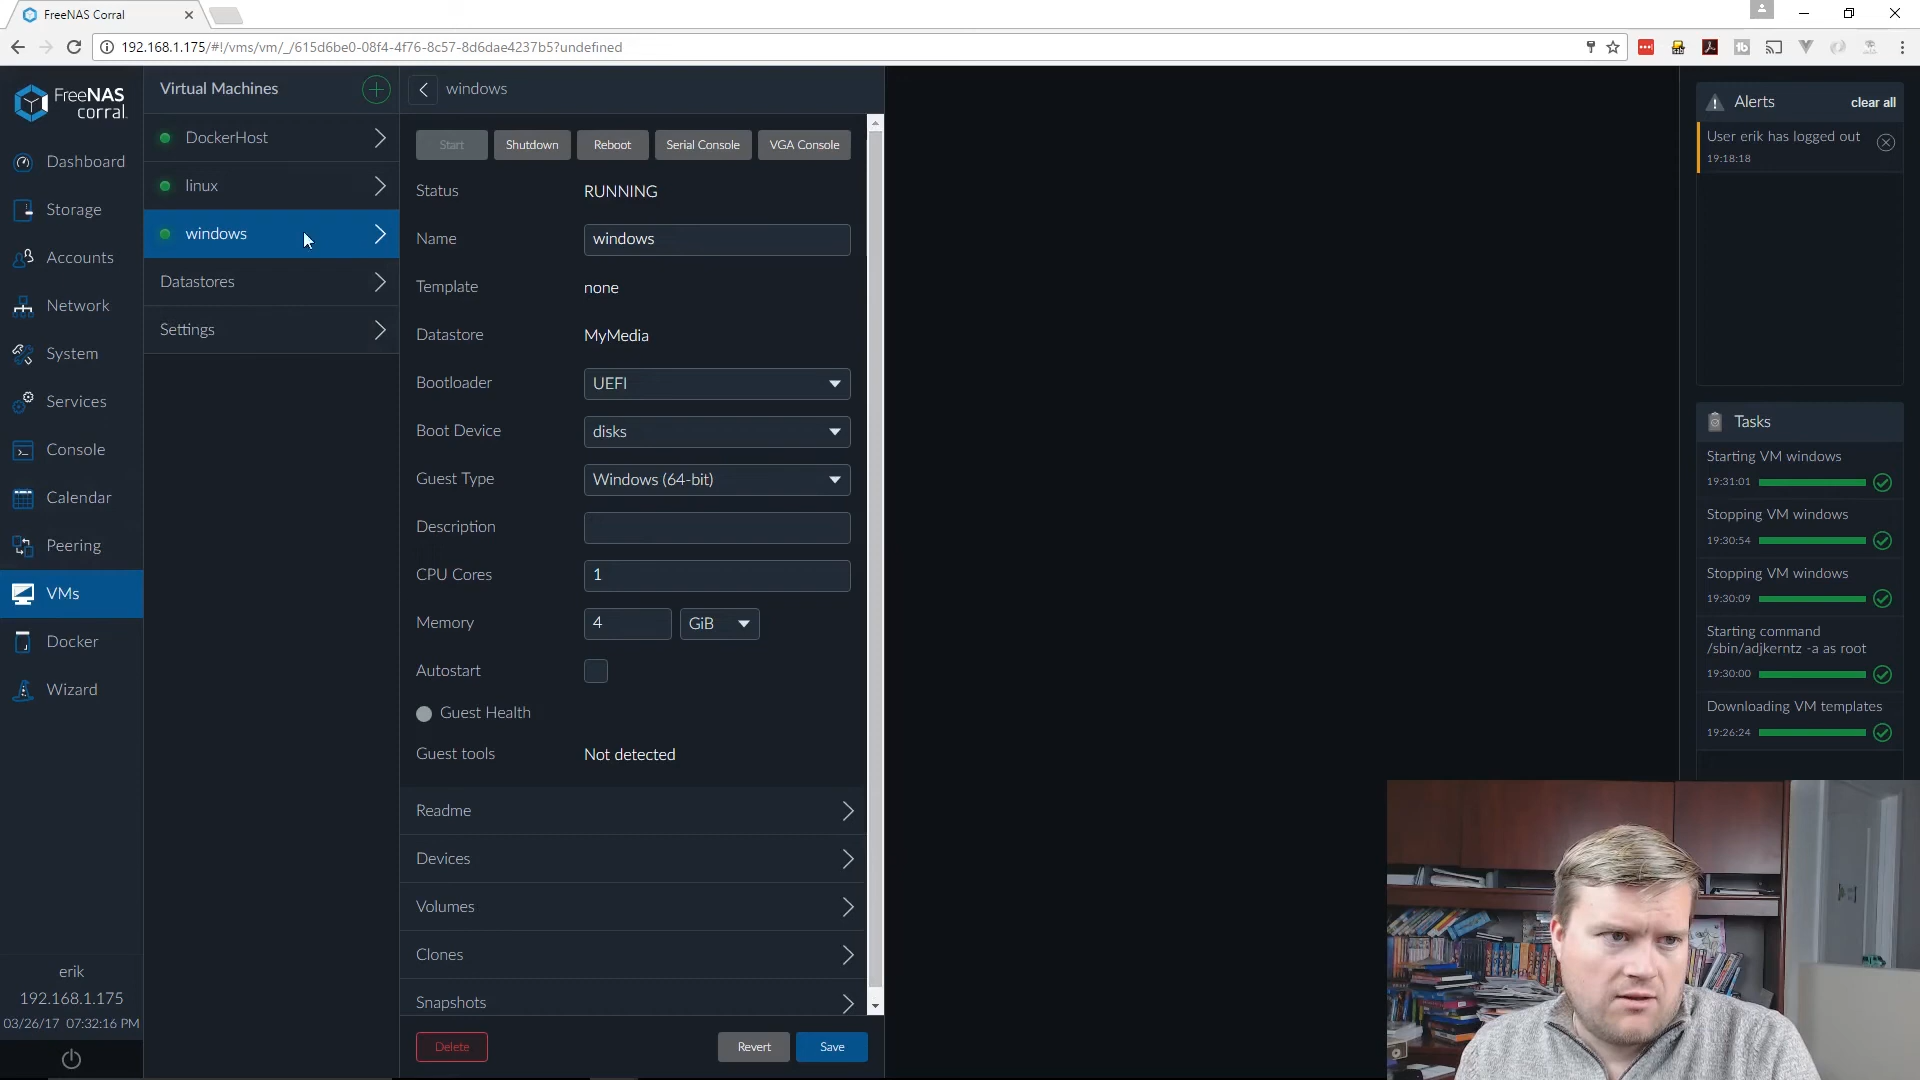 FreeNAS Corral
192.168.1.175/#!/vms/vm/_/615d6be0-08f4-4f76-8c57-8d6dae4237b5?undefined
FreeNAS
corral
Dashboard
Storage
Accounts
Network
System
Services
Console
Calendar
Peering
VMs
Docker
Wizard
erik
192.168.1.175
03/26/17 07:32:16 PM
Virtual Machines
DockerHost
linux
windows
Datastores
Settings
windows
Start Shutdown Reboot Serial Console VGA Console
Status RUNNING
Name windows
Template none
Datastore MyMedia
Bootloader UEFI
Boot Device disks
Guest Type Windows (64-bit)
Description
CPU Cores 1
Memory 4 GiB
Autostart
Guest Health
Guest tools Not detected
Readme
Devices
Volumes
Clones
Snapshots
Delete Revert Save
Alerts clear all
User erik has logged out
19:18:18
Tasks
Starting VM windows
19:31:01
Stopping VM windows
19:30:54
Stopping VM windows
19:30:09
Starting command
/sbin/adjkerntz -a as root
19:30:00
Downloading VM templates
19:26:24